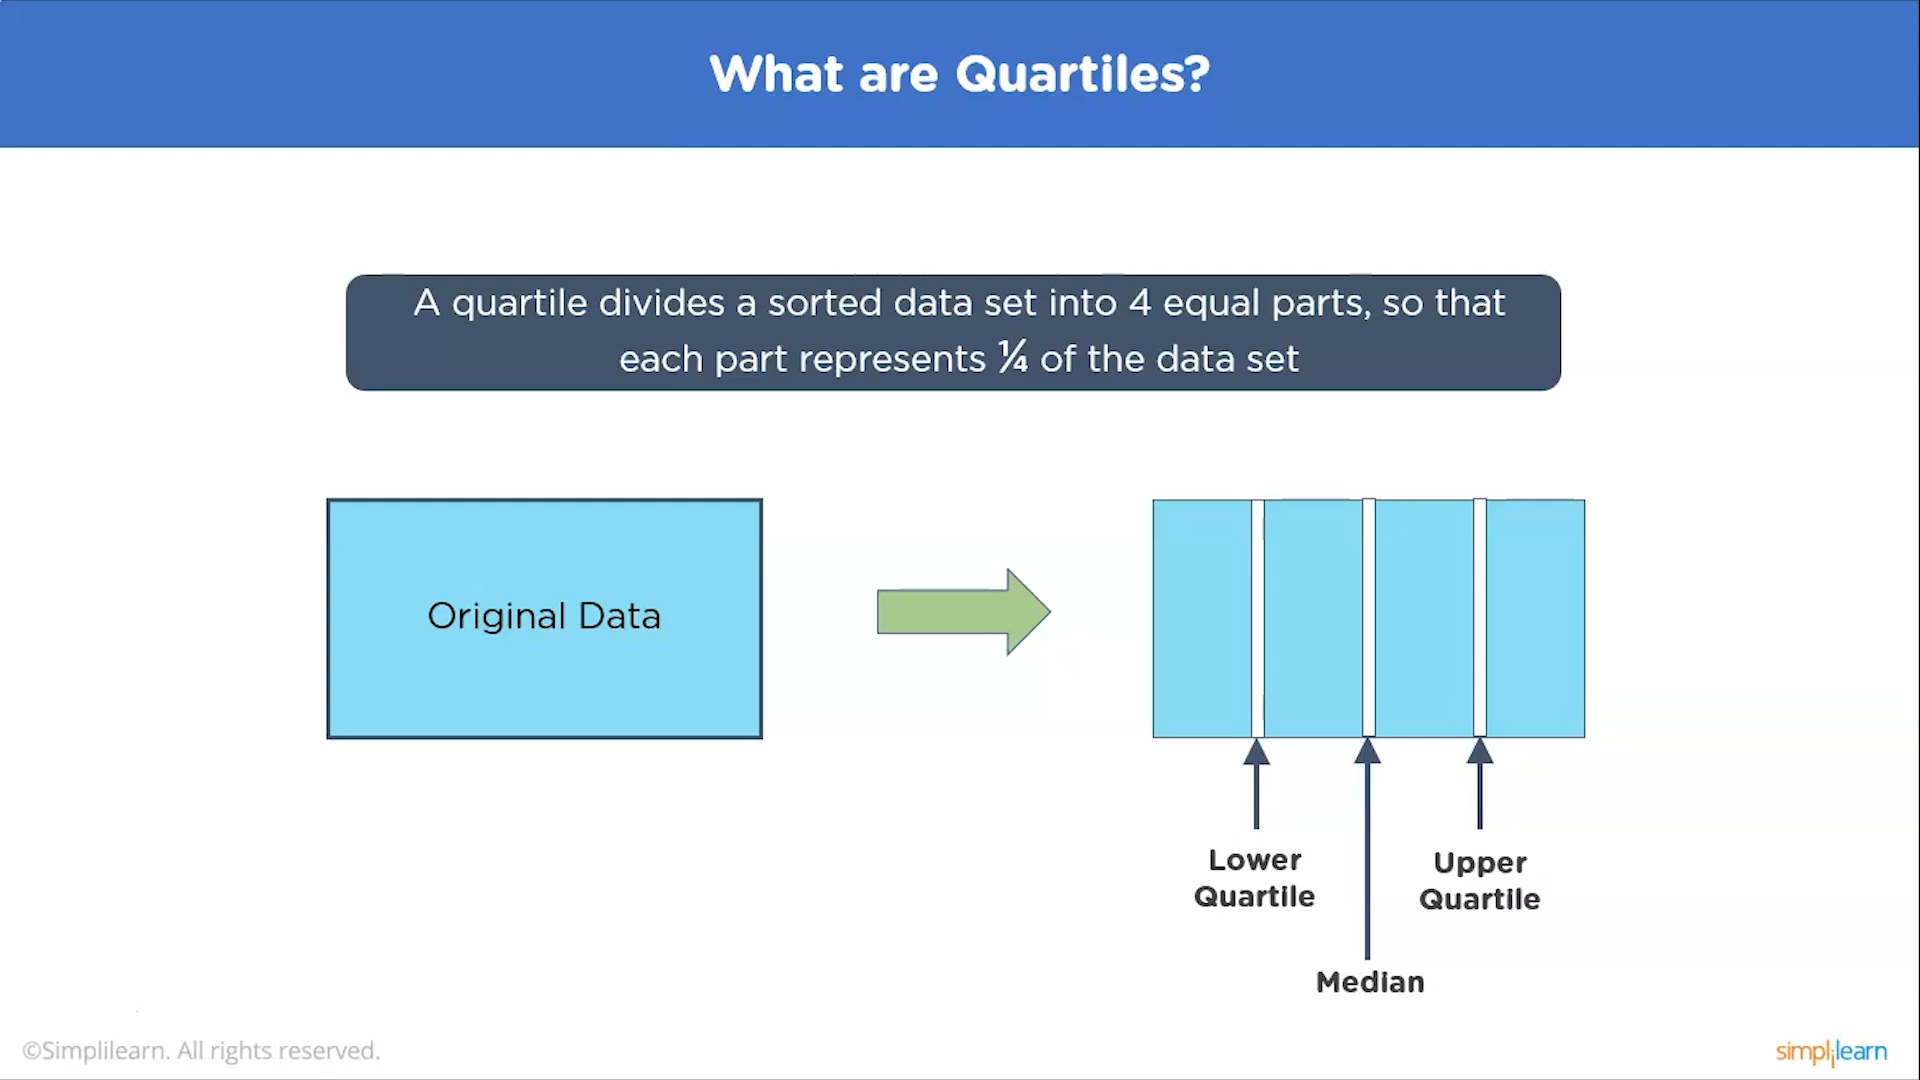 What are Quartiles?
A quartile divides a sorted data set into 4 equal parts, so that
each part represents ¼ of the data set
Original Data
Lower
Quartile
Upper
Quartile
Median
©Simplilearn. All rights reserved.
simplilearn